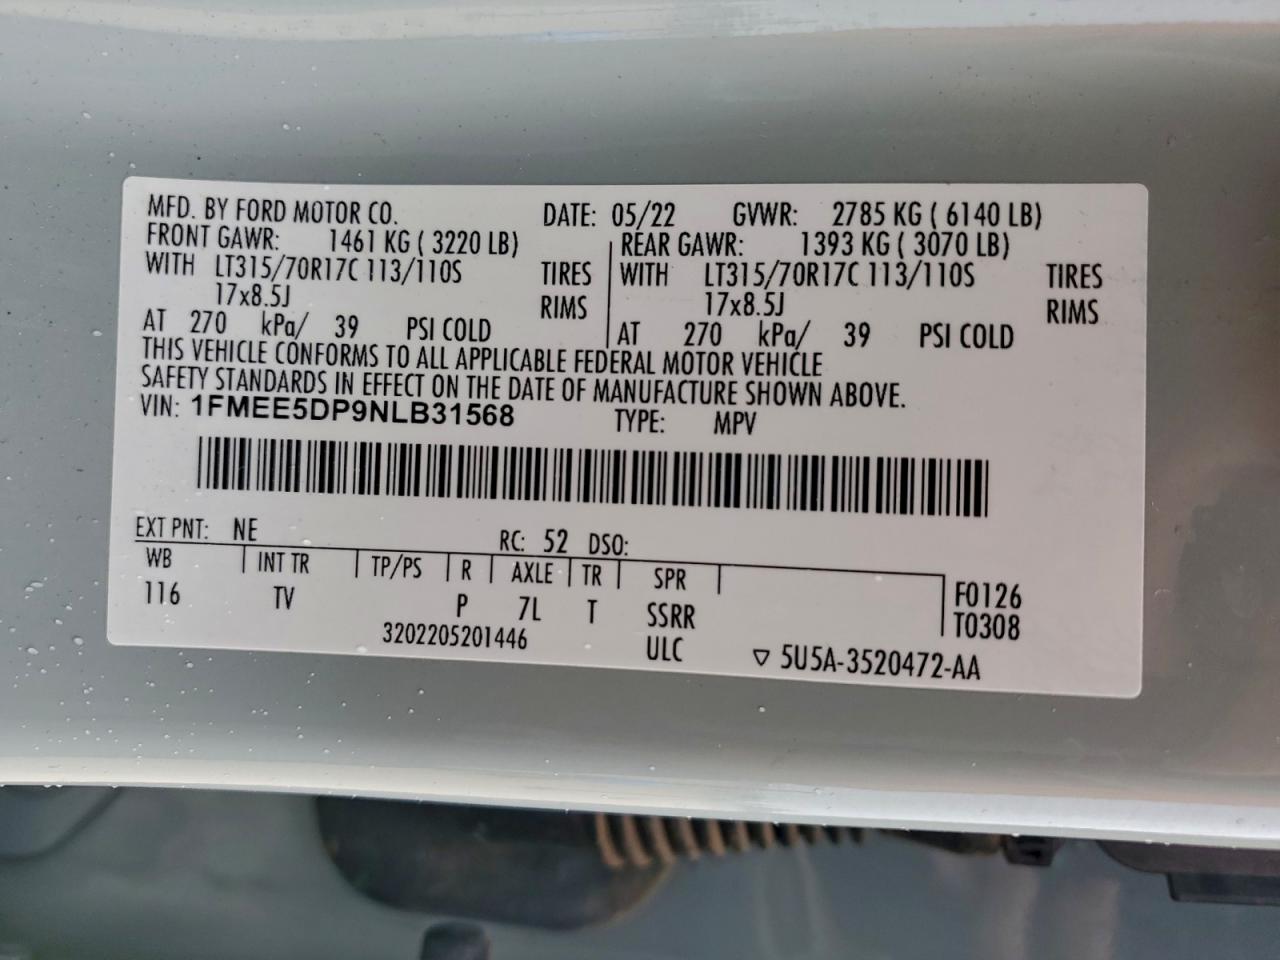 MFD. BY FORD MOTOR CO. DATE: 05/22 GVWR: 2785 KG ( 6140 LB)
FRONT GAWR: 1461 KG ( 3220 LB) REAR GAWR: 1393 KG ( 3070 LB)
WITH LT315/70R17C 113/110S TIRES WITH LT315/70R17C 113/110S TIRES
17x8.5J RIMS 17x8.5J RIMS
AT 270 kPa/ 39 PSI COLD AT 270 kPa/ 39 PSI COLD
THIS VEHICLE CONFORMS TO ALL APPLICABLE FEDERAL MOTOR VEHICLE
SAFETY STANDARDS IN EFFECT ON THE DATE OF MANUFACTURE SHOWN ABOVE.
VIN: 1FMEE5DP9NLB31568 TYPE: MPV
EXT PNT: NE RC: 52 DSO:
WB INT TR TP/PS R AXLE TR SPR F0126
116 TV P 7L T SSRR T0308
3202205201446 ULC ▽ 5U5A-3520472-AA